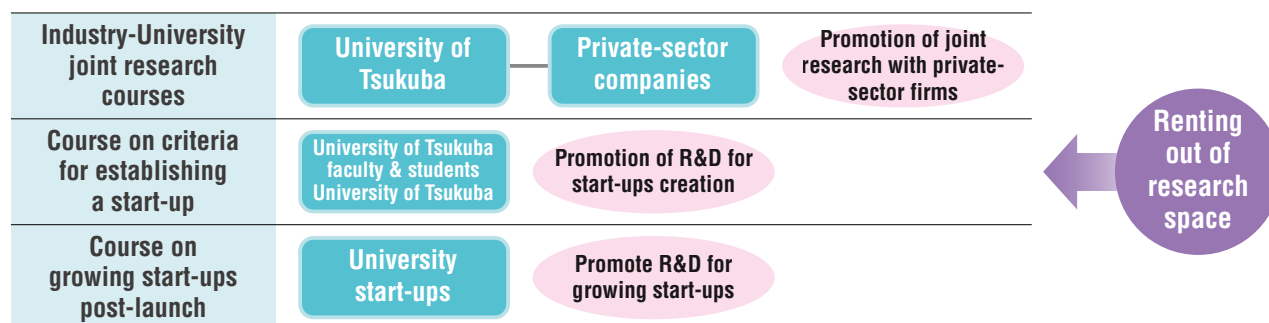 Industry-University
joint research
courses
University of
Tsukuba
Private-sector
companies
Promotion of joint
research with private-
sector firms
Course on criteria
for establishing
a start-up
University of Tsukuba
faculty & students
University of Tsukuba
Promotion of R&D for
start-ups creation
Course on
growing start-ups
post-launch
University
start-ups
Promote R&D for
growing start-ups
Renting
out of
research
space